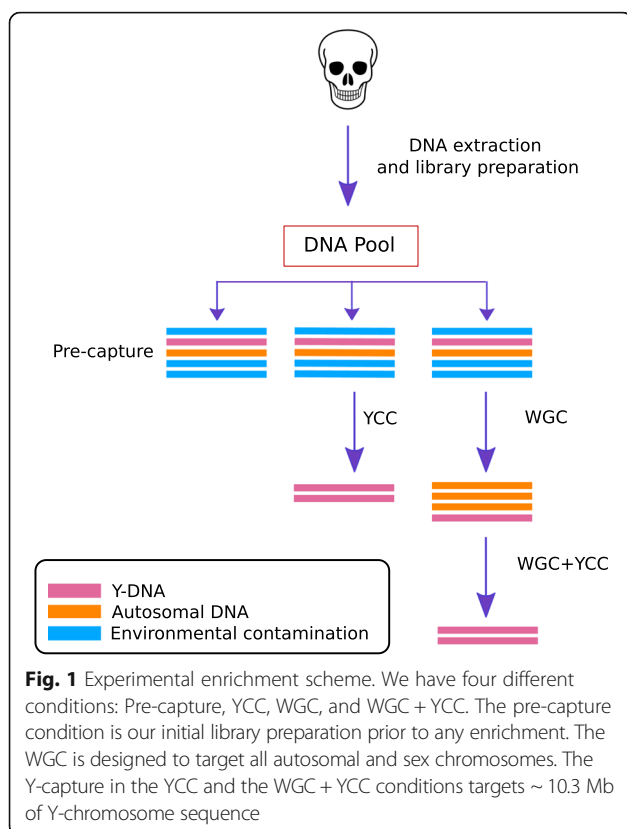 DNA extraction
and library preparation
DNA Pool
Pre-capture
YCC
WGC
WGC+YCC
Y-DNA
Autosomal DNA
Environmental contamination
Fig. 1 Experimental enrichment scheme. We have four different
conditions: Pre-capture, YCC, WGC, and WGC + YCC. The pre-capture
condition is our initial library preparation prior to any enrichment. The
WGC is designed to target all autosomal and sex chromosomes. The
Y-capture in the YCC and the WGC + YCC conditions targets ~ 10.3 Mb
of Y-chromosome sequence